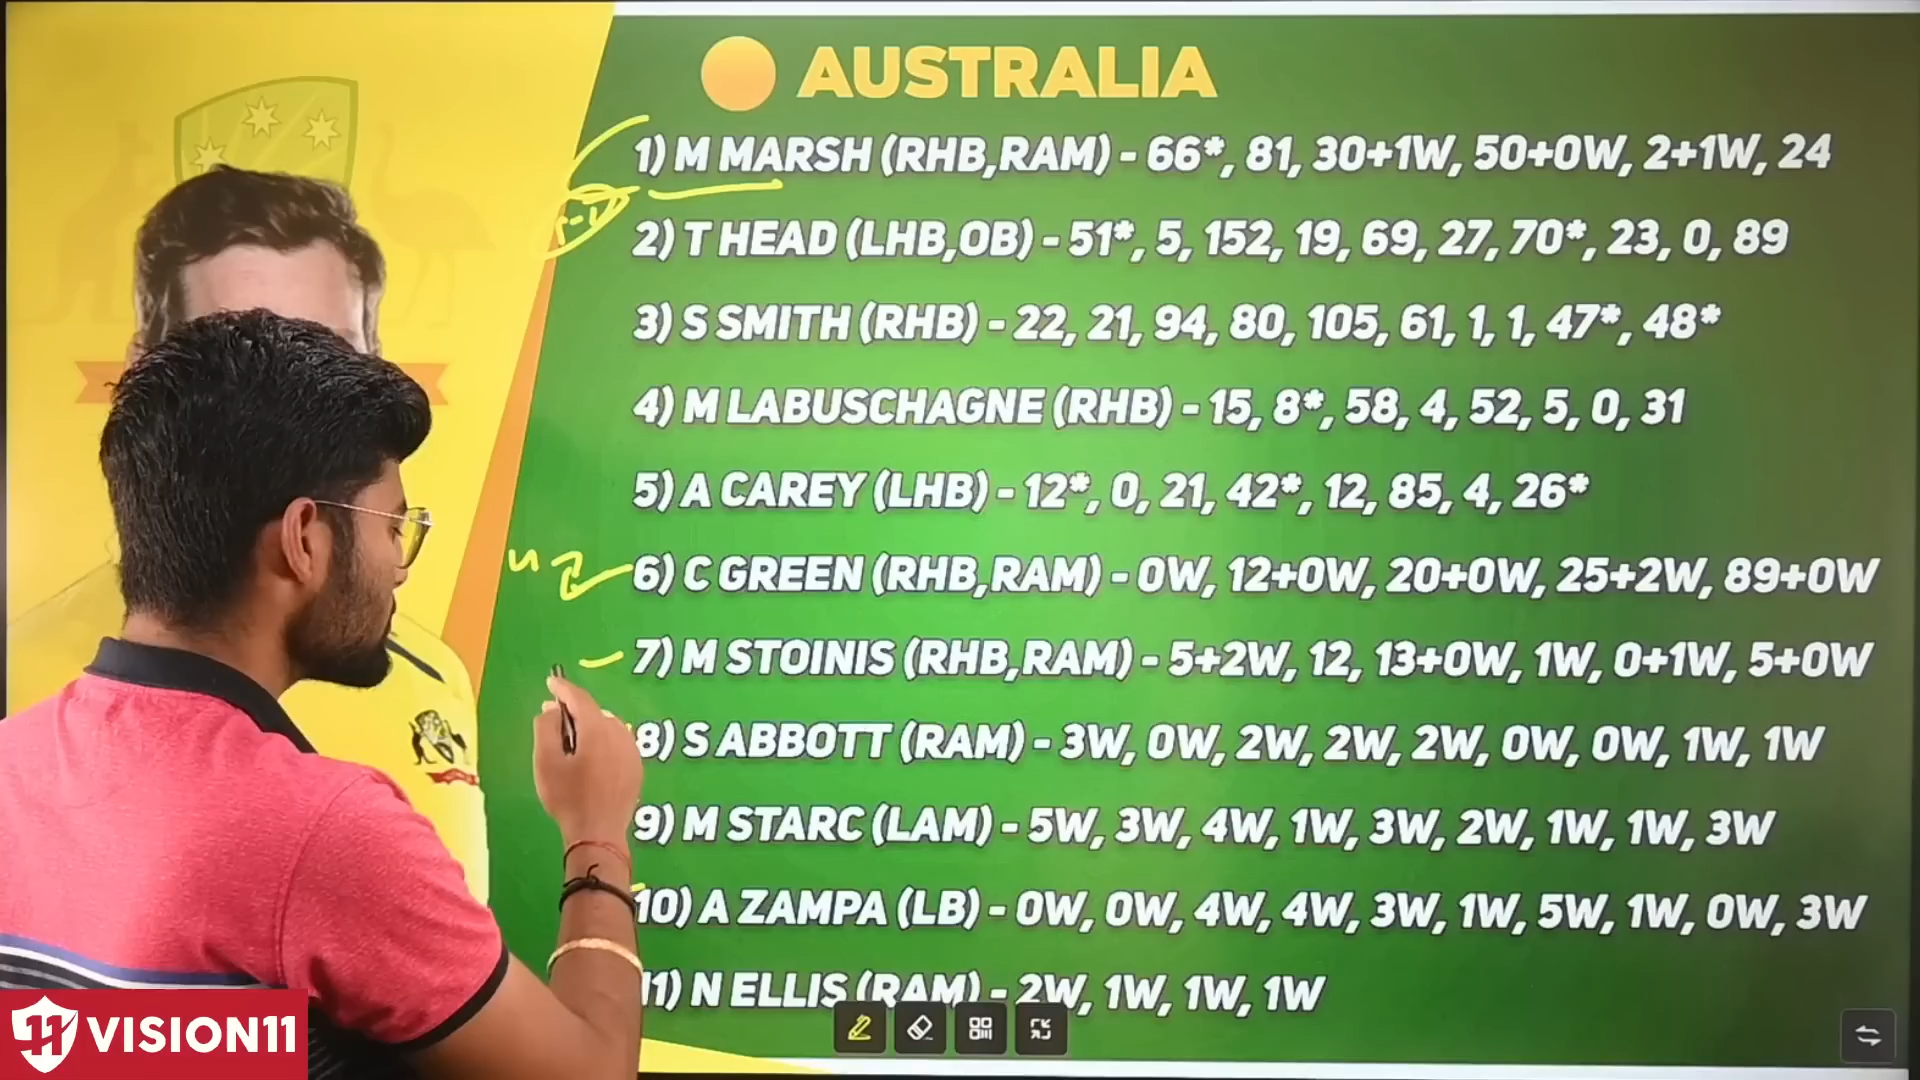 AUSTRALIA
1) M MARSH (RHB,RAM) - 66*, 81, 30+1W, 50+0W, 2+1W, 24
2) T HEAD (LHB,OB) - 51*, 5, 152, 19, 69, 27, 70*, 23, 0, 89
3) S SMITH (RHB) - 22, 21, 94, 80, 105, 61, 1, 1, 47*, 48*
4) M LABUSCHAGNE (RHB) - 15, 8*, 58, 4, 52, 5, 0, 31
5) A CAREY (LHB) - 12*, 0, 21, 42*, 12, 85, 4, 26*
6) C GREEN (RHB,RAM) - 0W, 12+0W, 20+0W, 25+2W, 89+0W
7) M STOINIS (RHB,RAM) - 5+2W, 12, 13+0W, 1W, 0+1W, 5+0W
8) S ABBOTT (RAM) - 3W, 0W, 2W, 2W, 2W, 0W, 0W, 1W, 1W
9) M STARC (LAM) - 5W, 3W, 4W, 1W, 3W, 2W, 1W, 1W, 3W
10) A ZAMPA (LB) - 0W, 0W, 4W, 4W, 3W, 1W, 5W, 1W, 0W, 3W
11) N ELLIS (RAM) - 2W, 1W, 1W, 1W
11 VISION11